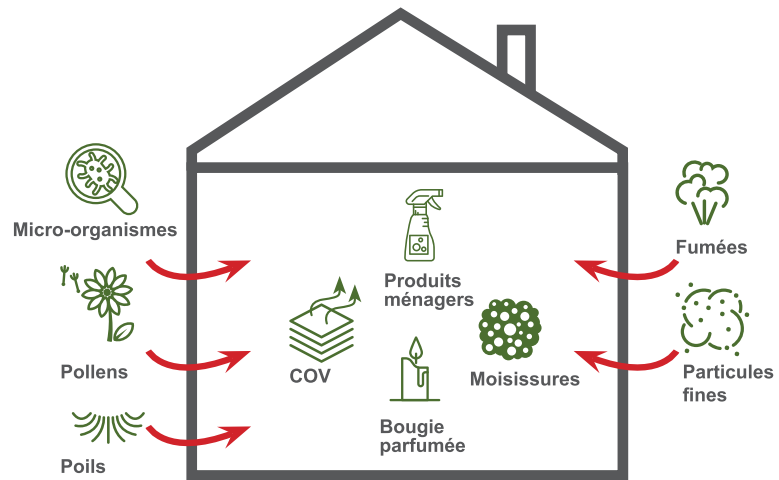 Micro-organismes
Pollens
Poils
Produits
ménagers
COV
Moisissures
Bougie
parfumée
Fumées
Particules
fines